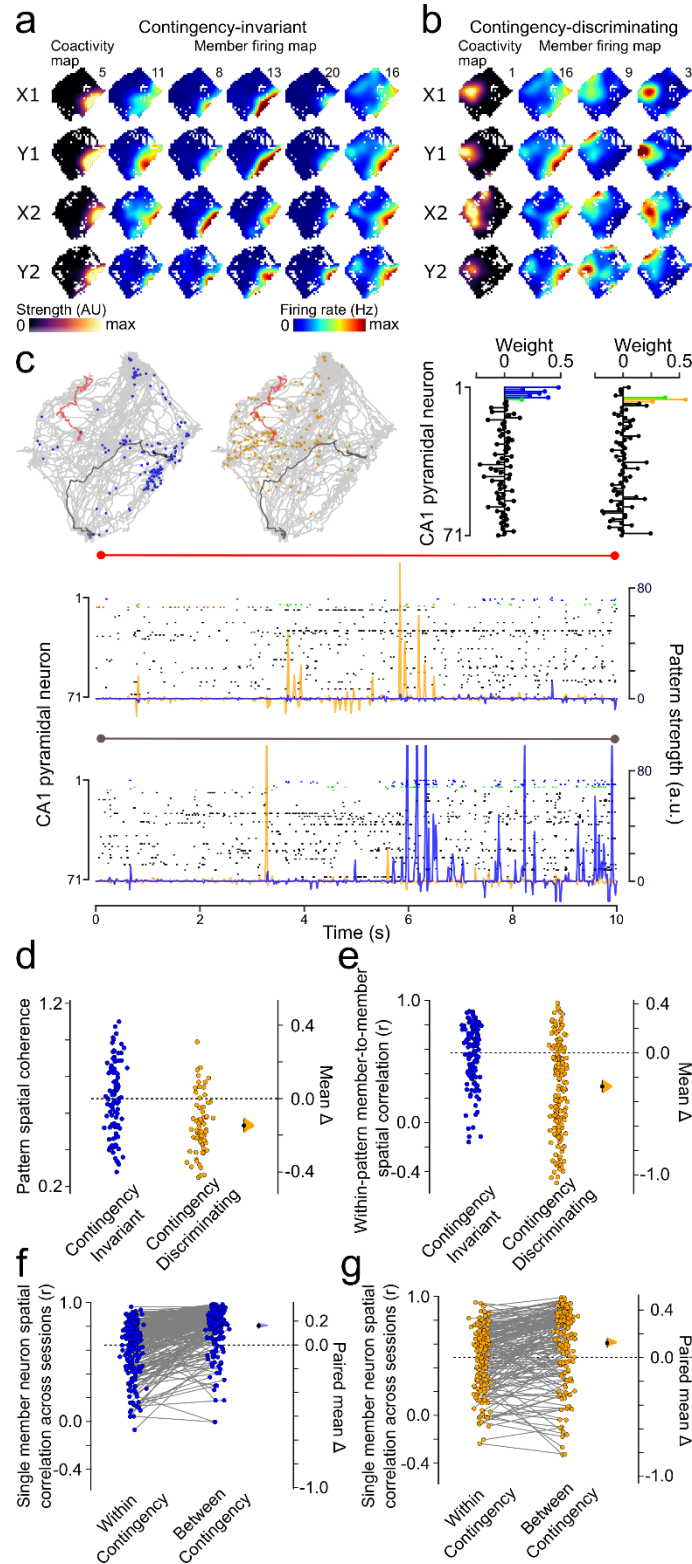 a
Contingency-invariant
Coactivity map
Member firing map
5 11 8 13 20 16
X1
Y1
X2
Y2
Strength (AU)
0 max
Firing rate (Hz)
0 max
b
Contingency-discriminating
Coactivity map
Member firing map
1 16 9 3
X1
Y1
X2
Y2
c
Weight
0 0.5
Weight
0 0.5
1
CA1 pyramidal neuron
71
1
71
80
0
1
71
80
0
CA1 pyramidal neuron
Pattern strength (a.u.)
0 2 4 6 8 10
Time (s)
d
Pattern spatial coherence
1.2
0.2
0.4
0.0
-0.4
Mean Δ
Contingency Invariant
Contingency Discriminating
e
Within-pattern member-to-member spatial correlation (r)
1.0
0.0
-0.4
0.4
0.0
-1.0
Mean Δ
Contingency Invariant
Contingency Discriminating
f
Single member neuron spatial correlation across sessions (r)
1.0
0.0
-0.4
0.2
0.0
-1.0
Paired mean Δ
Within Contingency
Between Contingency
g
Single member neuron spatial correlation across sessions (r)
1.0
0.0
-0.4
0.4
0.0
-1.0
Paired mean Δ
Within Contingency
Between Contingency